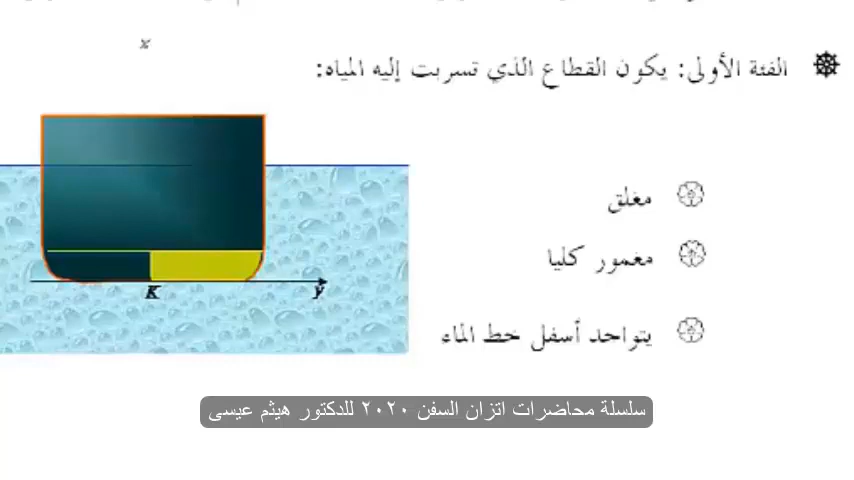 x
الفئة الأولى: يكون القطاع الذي تسربت إليه المياه:
مغلق
مغمور كليا
يتواحد أسفل خط الماء
K
y
سلسلة محاضرات اتزان السفن ٢٠٢٠ للدكتور هيثم عيسى